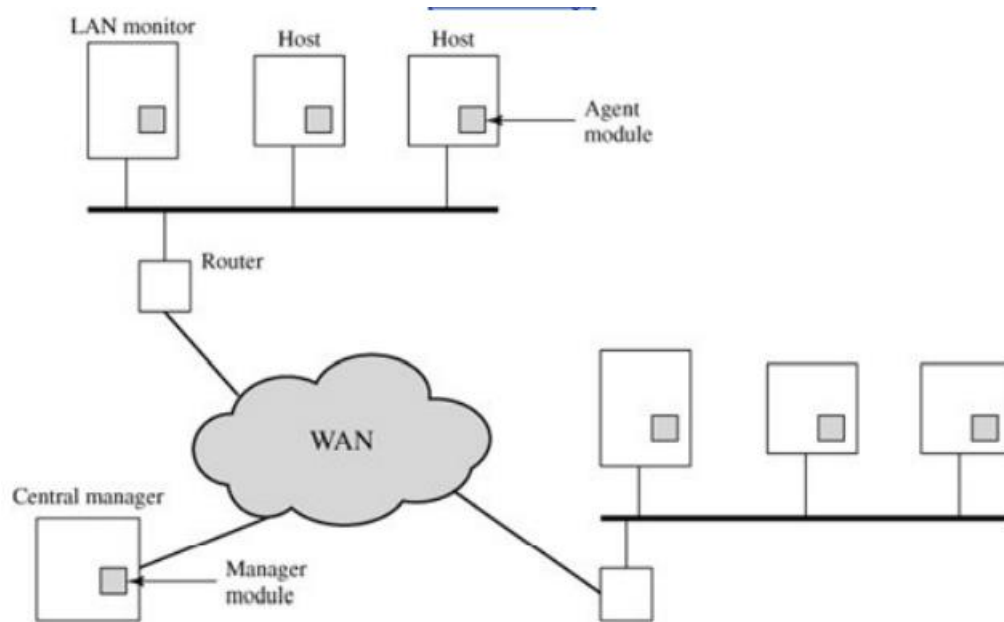 LAN monitor
Host
Host
Agent
module
Router
WAN
Central manager
Manager
module